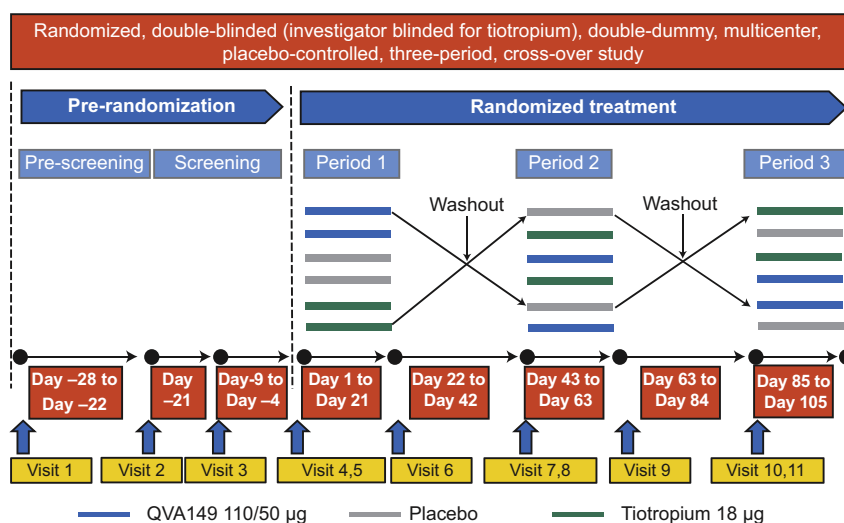 Randomized, double-blinded (investigator blinded for tiotropium), double-dummy, multicenter,
placebo-controlled, three-period, cross-over study
Pre-randomization
Randomized treatment
Pre-screening
Screening
Period 1
Period 2
Period 3
Washout
Washout
Day –28 to
Day –22
Day
–21
Day-9 to
Day –4
Day 1 to
Day 21
Day 22 to
Day 42
Day 43 to
Day 63
Day 63 to
Day 84
Day 85 to
Day 105
Visit 1
Visit 2
Visit 3
Visit 4,5
Visit 6
Visit 7,8
Visit 9
Visit 10,11
QVA149 110/50 µg
Placebo
Tiotropium 18 µg